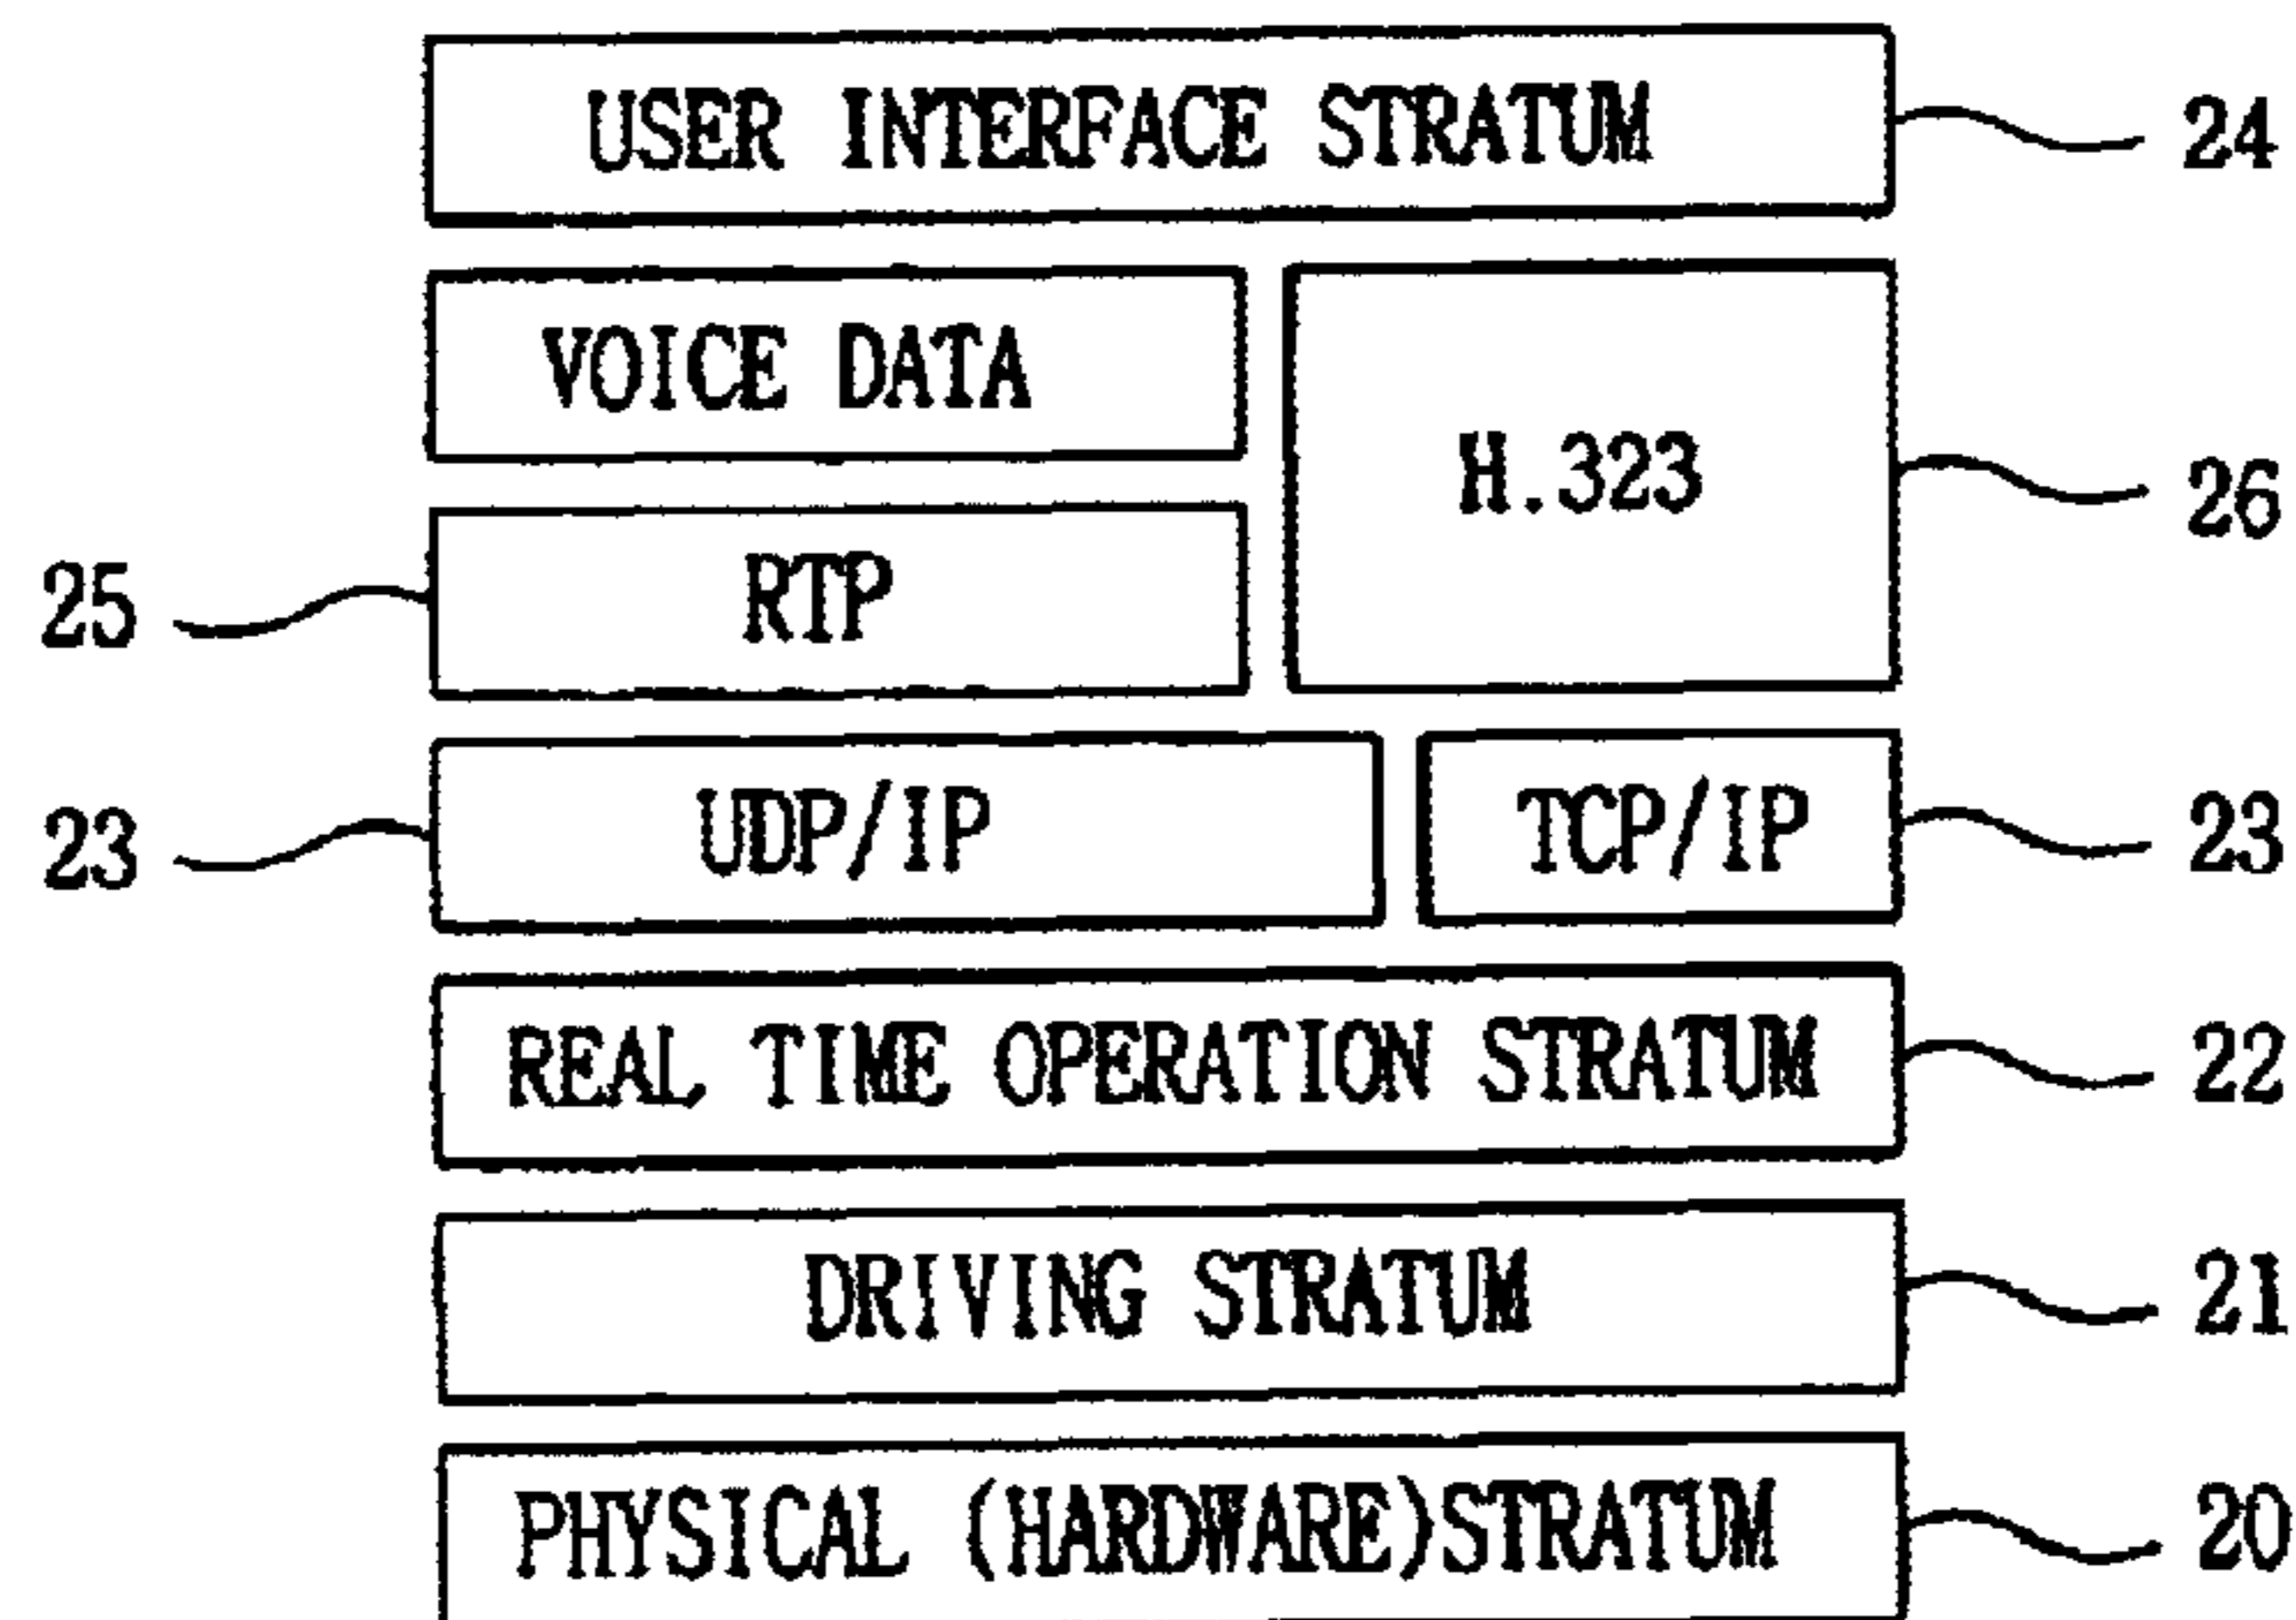 USER INTERFACE STRATUM 24
VOICE DATA
H.323 26
25 RTP
23 UDP/IP TCP/IP 23
REAL TIME OPERATION STRATUM 22
DRIVING STRATUM 21
PHYSICAL (HARDWARE)STRATUM 20